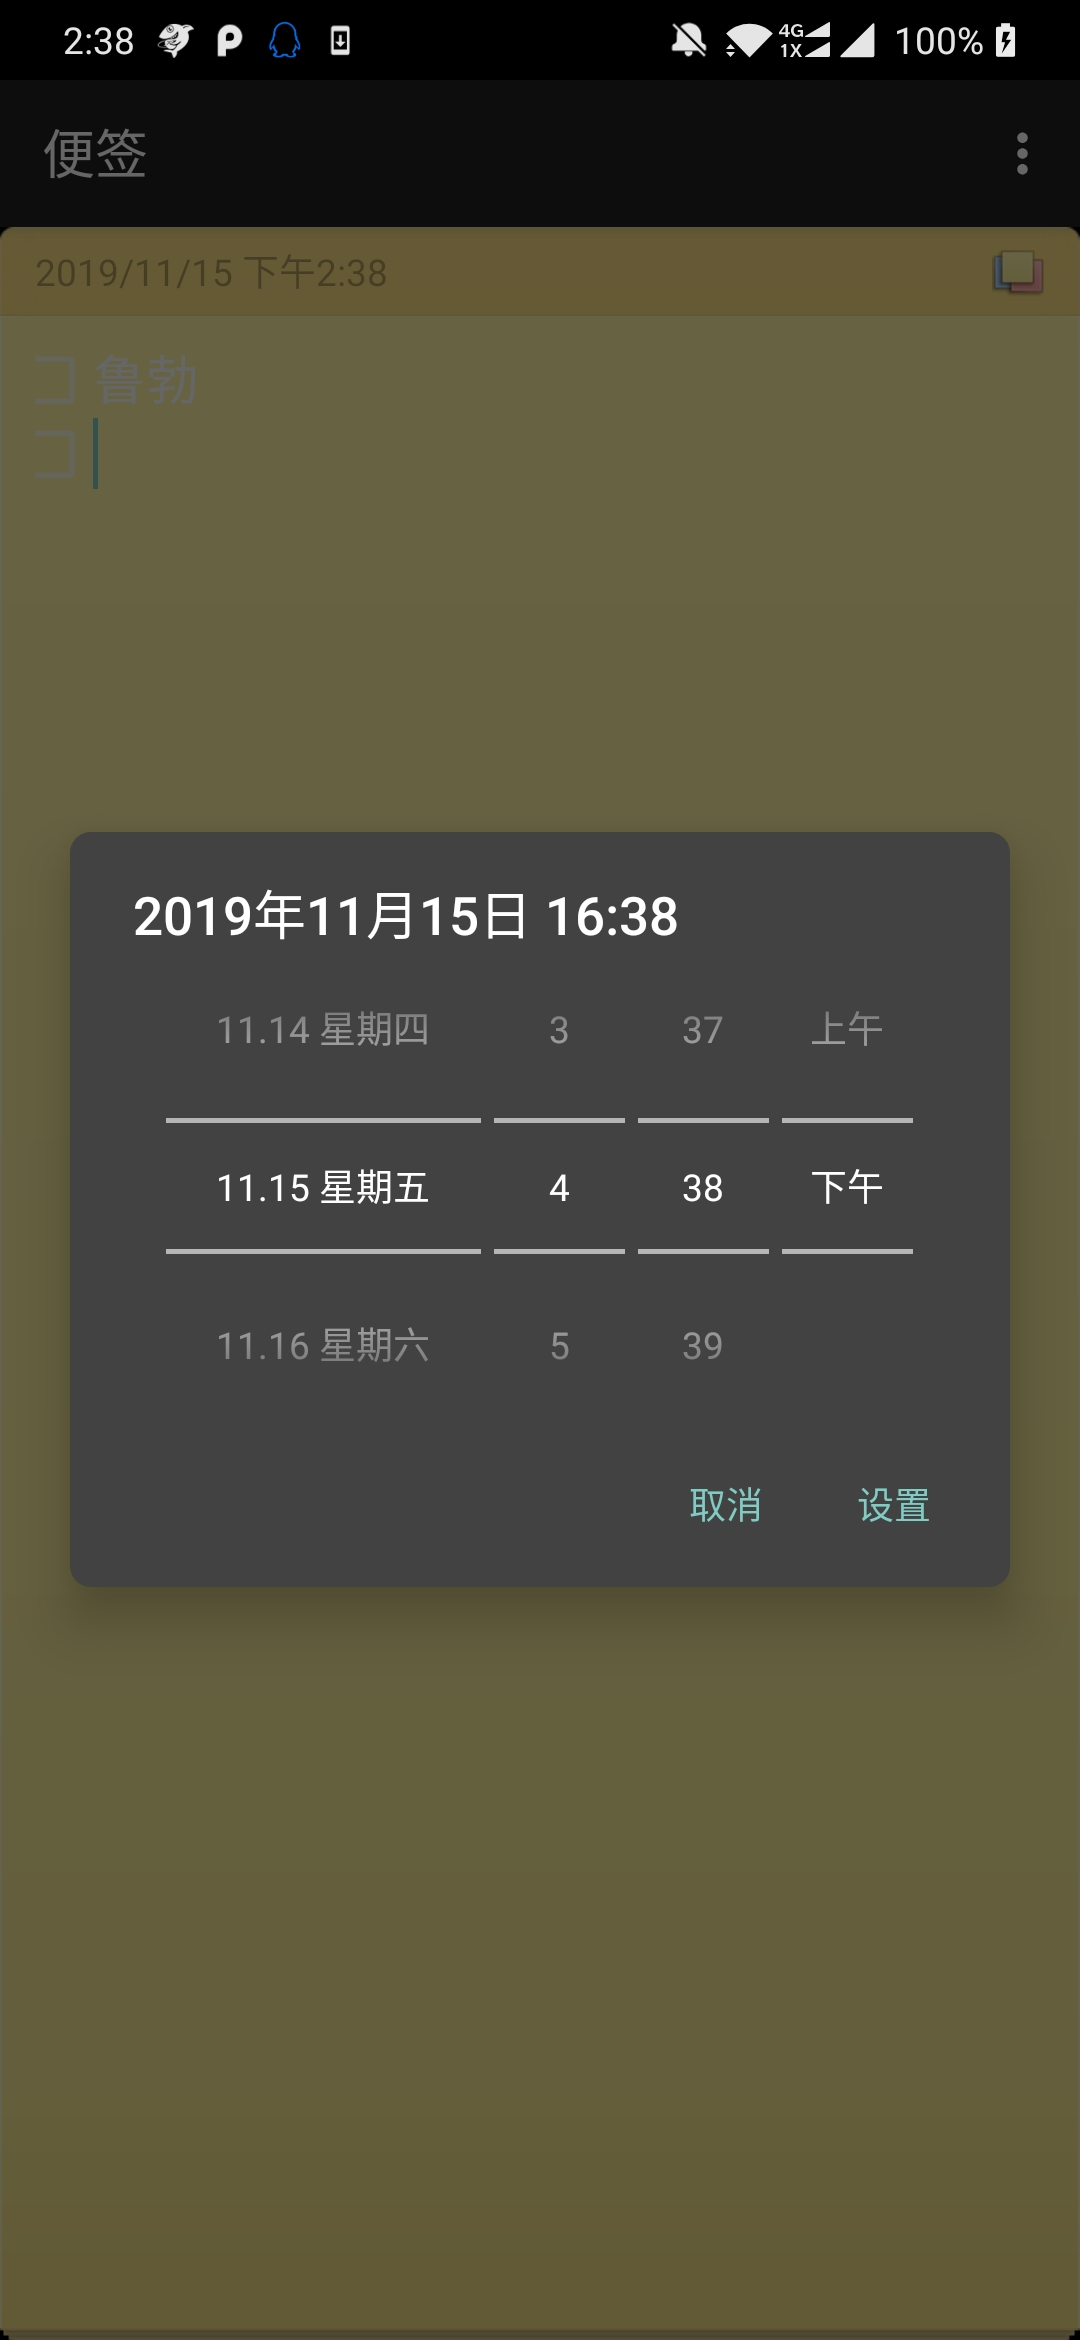 2:38 4G 1X 100%
便签
2019/11/15 下午2:38
鲁勃
2019年11月15日 16:38
11.14 星期四 3 37 上午
11.15 星期五 4 38 下午
11.16 星期六 5 39
取消 设置